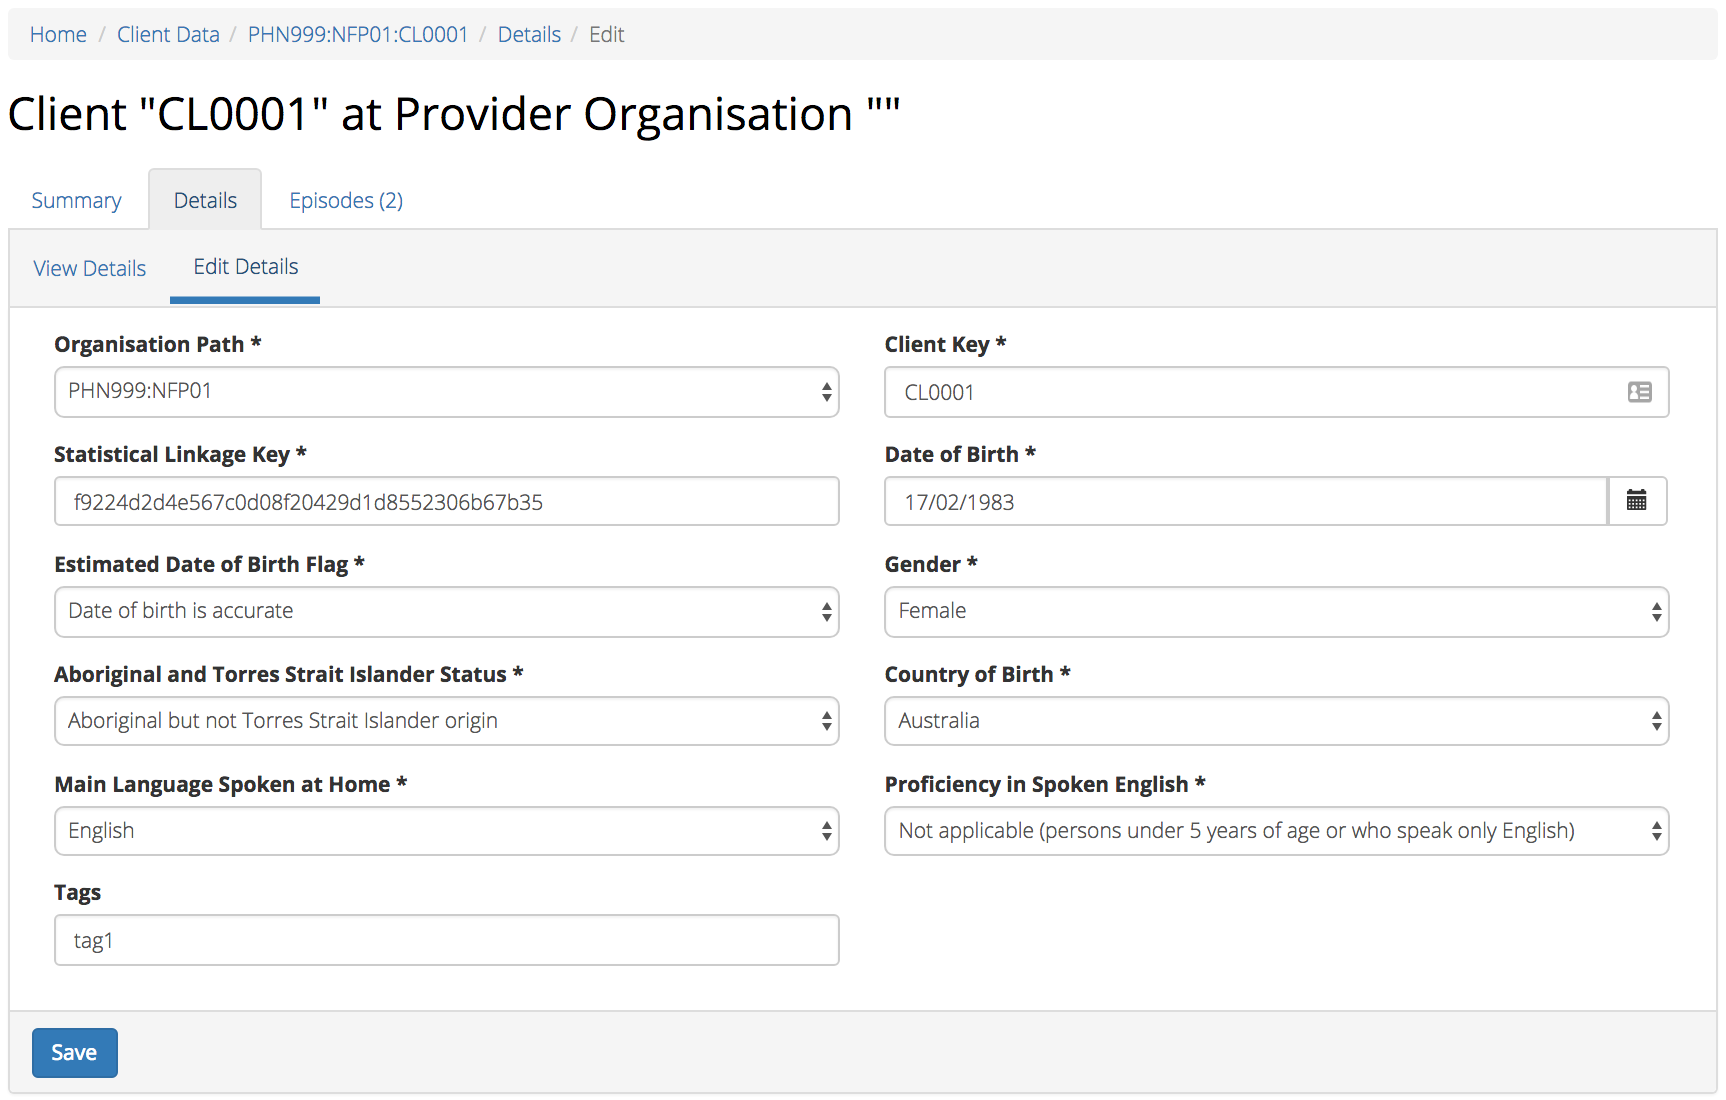 Home / Client Data / PHN999:NFP01:CL0001 / Details / Edit
Client "CL0001" at Provider Organisation ""
Summary Details Episodes (2)
View Details Edit Details
Organisation Path * Client Key *
PHN999:NFP01 CL0001
Statistical Linkage Key * Date of Birth *
f9224d2d4e567c0d08f20429d1d8552306b67b35 17/02/1983
Estimated Date of Birth Flag * Gender *
Date of birth is accurate Female
Aboriginal and Torres Strait Islander Status * Country of Birth *
Aboriginal but not Torres Strait Islander origin Australia
Main Language Spoken at Home * Proficiency in Spoken English *
English Not applicable (persons under 5 years of age or who speak only English)
Tags
tag1
Save